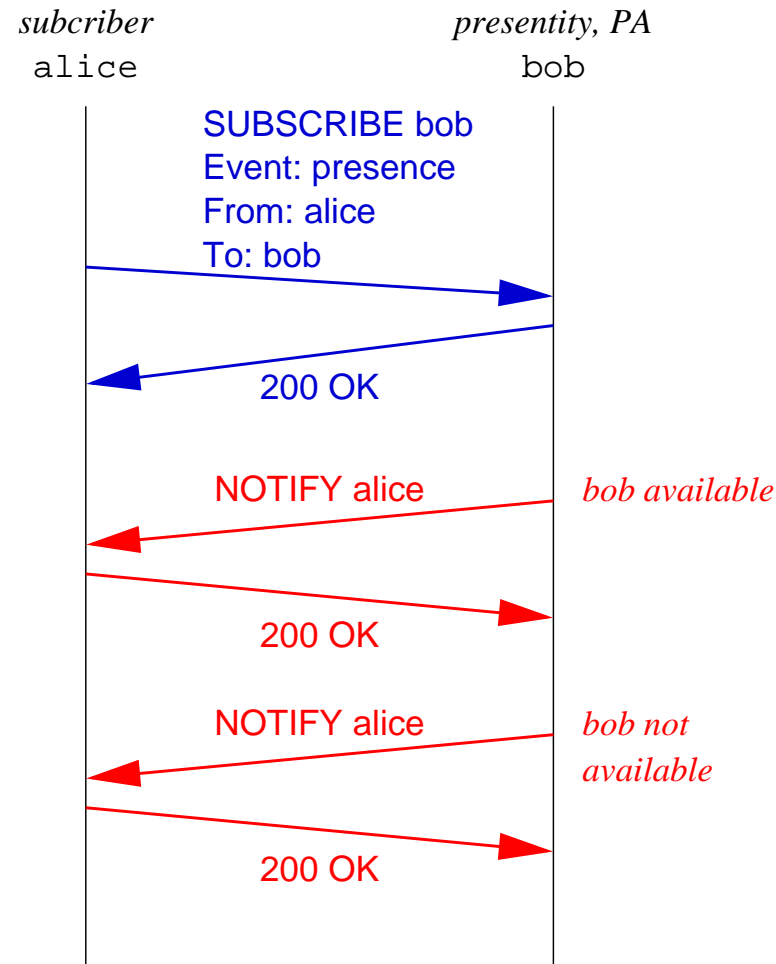 subcriber
presentity, PA
alice
bob
SUBSCRIBE bob
Event: presence
From: alice
To: bob
200 OK
NOTIFY alice
bob available
200 OK
NOTIFY alice
bob not
available
200 OK